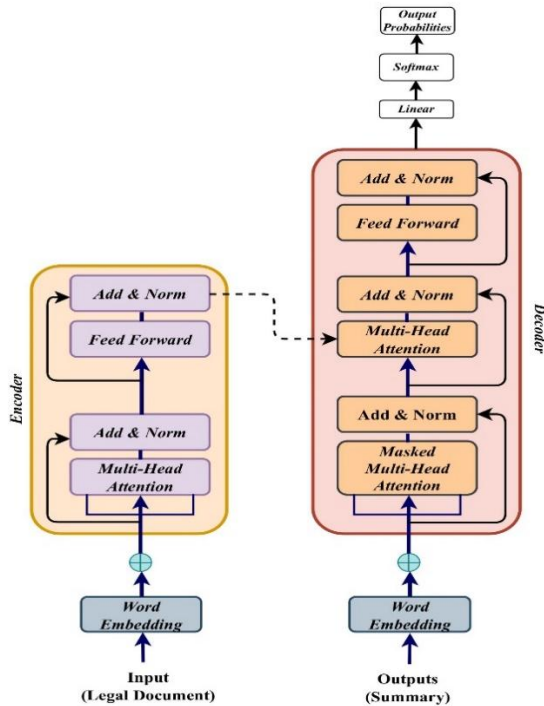 Output
Probabilities
Softmax
Linear
Add & Norm
Feed Forward
Add & Norm
Multi-Head
Attention
Add & Norm
Masked
Multi-Head
Attention
Decoder
Word
Embedding
Outputs
(Summary)
Encoder
Add & Norm
Feed Forward
Add & Norm
Multi-Head
Attention
Word
Embedding
Input
(Legal Document)